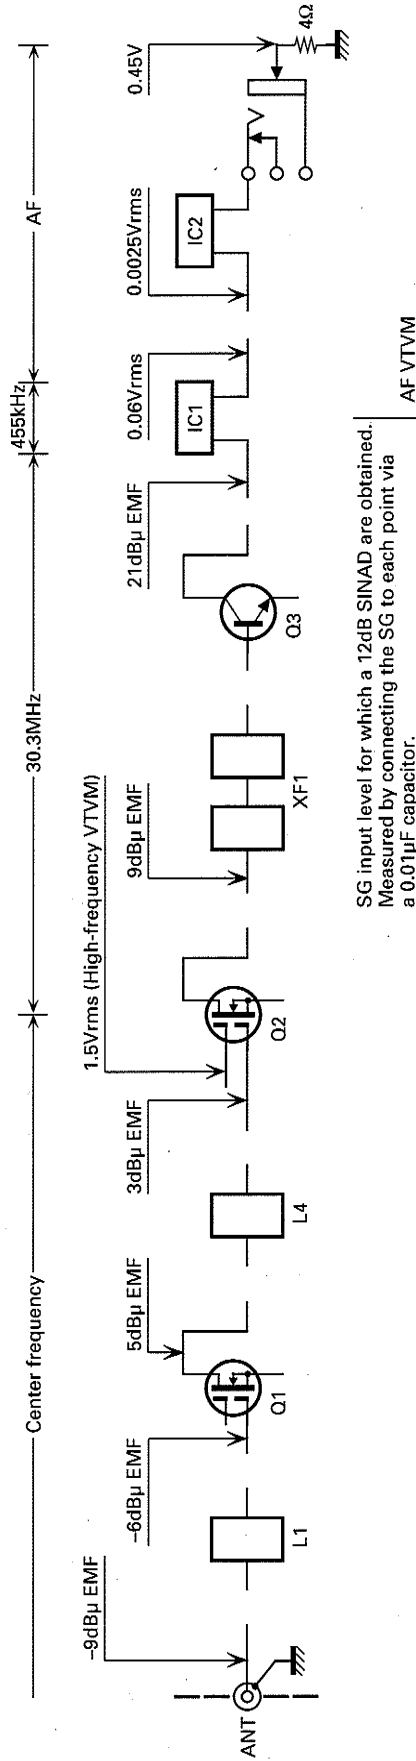 Center frequency
30.3MHz
455kHz
AF
-9dBµ EMF
-6dBµ EMF
5dBµ EMF
3dBµ EMF
1.5Vrms (High-frequency VTVM)
9dBµ EMF
21dBµ EMF
0.06Vrms
0.0025Vrms
0.45V
ANT
L1
Q1
L4
Q2
XF1
Q3
IC1
IC2
4Ω
SG input level for which a 12dB SINAD are obtained.
Measured by connecting the SG to each point via
a 0.01µF capacitor.
AF VTVM